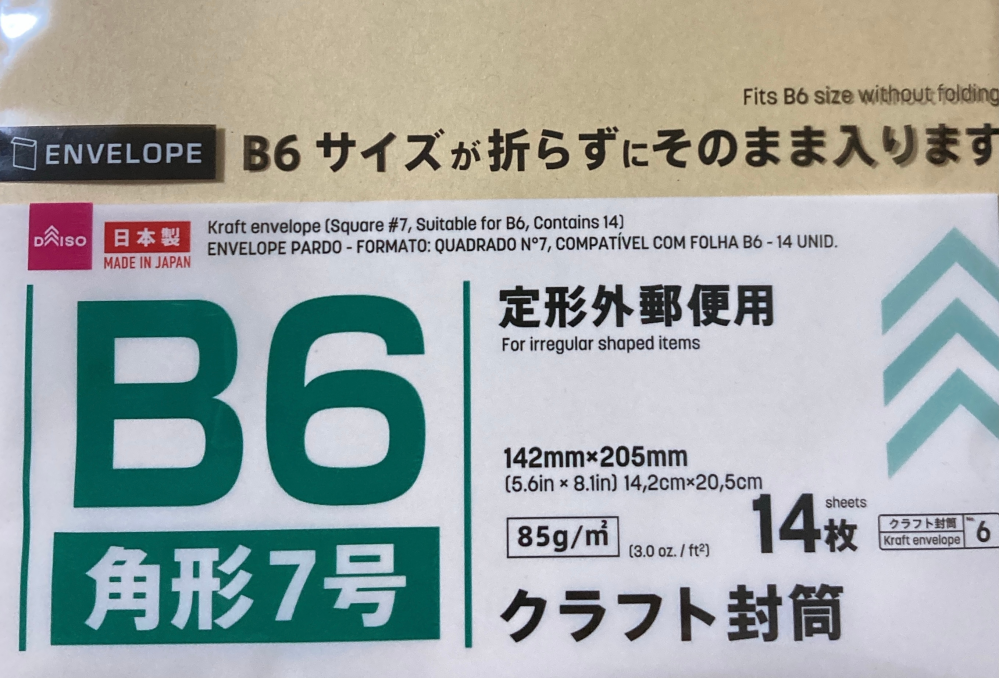 Fits B6 size without folding
ENVELOPE
B6 サイズが折らずにそのまま入ります
DAISO
日本製
MADE IN JAPAN
Kraft envelope (Square #7, Suitable for B6, Contains 14)
ENVELOPE PARDO - FORMATO: QUADRADO N°7, COMPATÍVEL COM FOLHA B6 - 14 UNID.
B6
角形7号
定形外郵便用
For irregular shaped items
142mm×205mm
(5.6in × 8.1in) 14,2cm×20,5cm
85g/㎡
(3.0 oz. / ft²)
14枚
sheets
クラフト封筒
Kraft envelope
No. 6
クラフト封筒